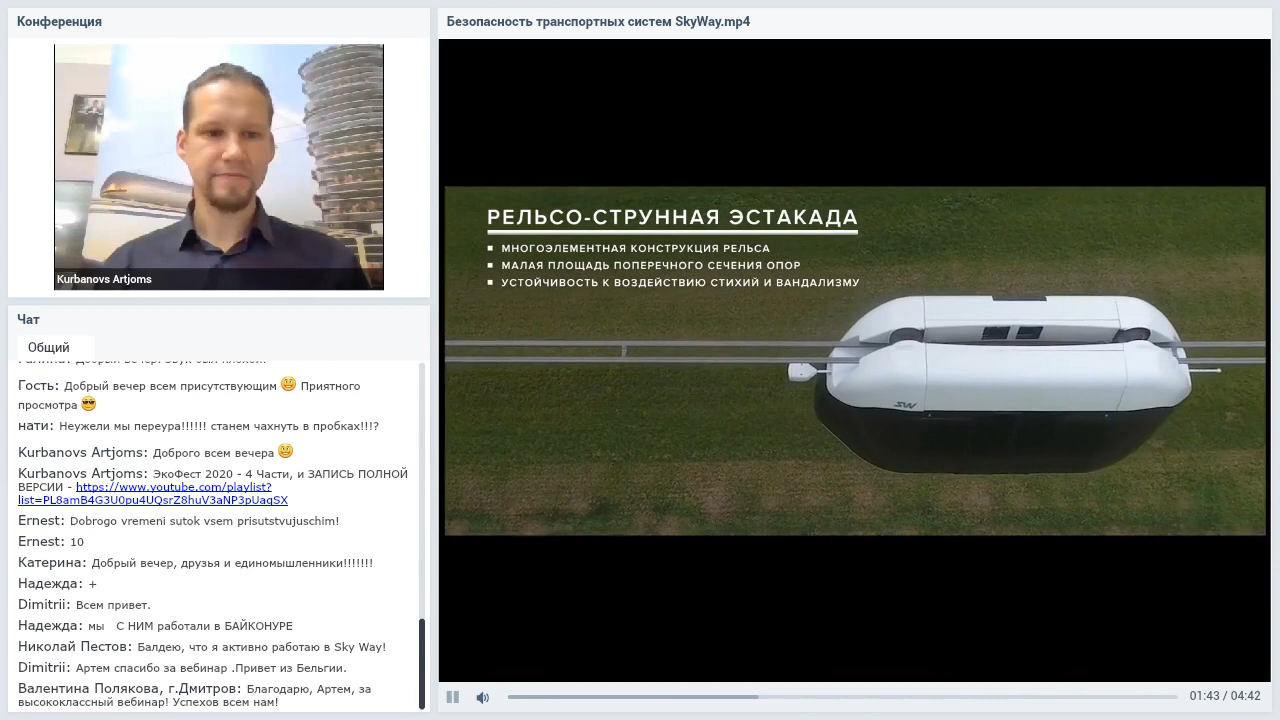 Конференция
Kurbanovs Artjoms
Чат
Общий
Галина: Добрый вечер. Звук был плохой.
Гость: Добрый вечер всем присутствующим Приятного
просмотра
нати: Неужели мы переура!!!!!! станем чахнуть в пробках!!!?
Kurbanovs Artjoms: Доброго всем вечера
Kurbanovs Artjoms: ЭкоФест 2020 - 4 Части, и ЗАПИСЬ ПОЛНОЙ
ВЕРСИИ - https://www.youtube.com/playlist?
list=PL8amB4G3U0pu4UQsrZ8huV3aNP3pUaqSX
Ernest: Dobrogo vremeni sutok vsem prisutstvujuschim!
Ernest: 10
Катерина: Добрый вечер, друзья и единомышленники!!!!!!!
Надежда: +
Dimitrii: Всем привет.
Надежда: мы С НИМ работали в БАЙКОНУРЕ
Николай Пестов: Балдею, что я активно работаю в Sky Way!
Dimitrii: Артем спасибо за вебинар .Привет из Бельгии.
Валентина Полякова, г.Дмитров: Благодарю, Артем, за
высококлассный вебинар! Успехов всем нам!
Безопасность транспортных систем SkyWay.mp4
РЕЛЬСО-СТРУННАЯ ЭСТАКАДА
МНОГОЭЛЕМЕНТНАЯ КОНСТРУКЦИЯ РЕЛЬСА
МАЛАЯ ПЛОЩАДЬ ПОПЕРЕЧНОГО СЕЧЕНИЯ ОПОР
УСТОЙЧИВОСТЬ К ВОЗДЕЙСТВИЮ СТИХИЙ И ВАНДАЛИЗМУ
SW
01:43 / 04:42